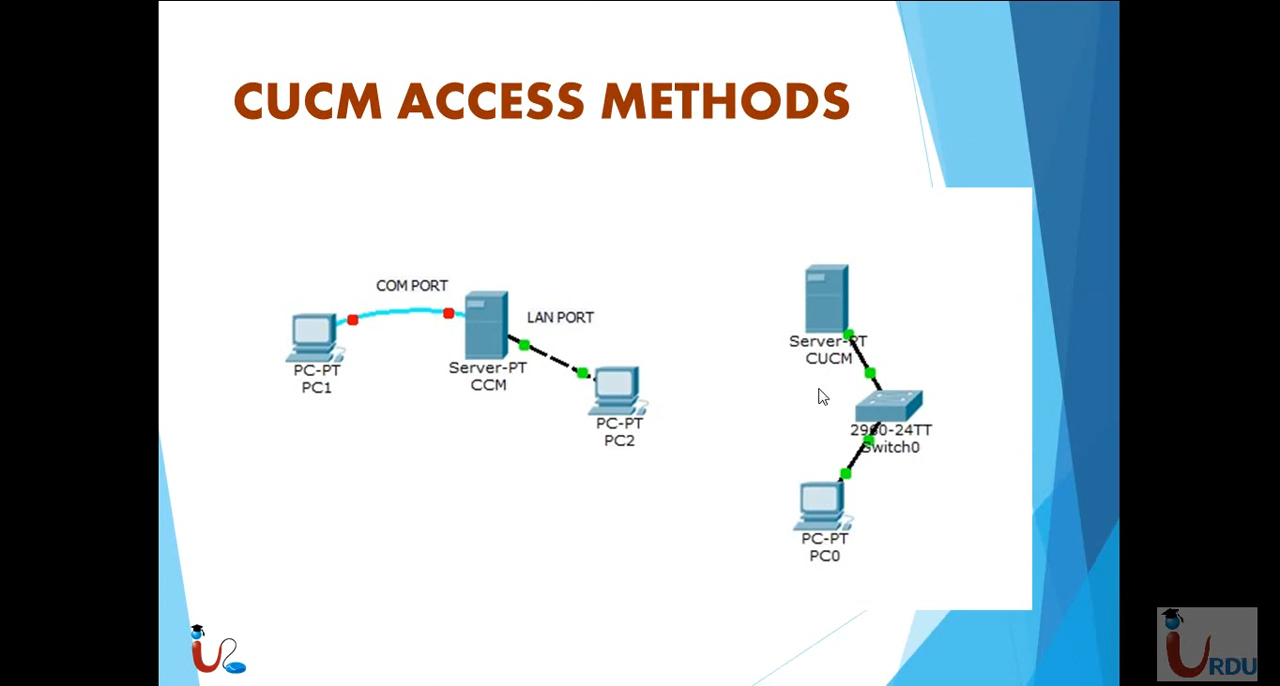 CUCM ACCESS METHODS
COM PORT
LAN PORT
PC-PT
PC1
Server-PT
CCM
PC-PT
PC2
Server-PT
CUCM
2960-24TT
Switch0
PC-PT
PC0
URDU